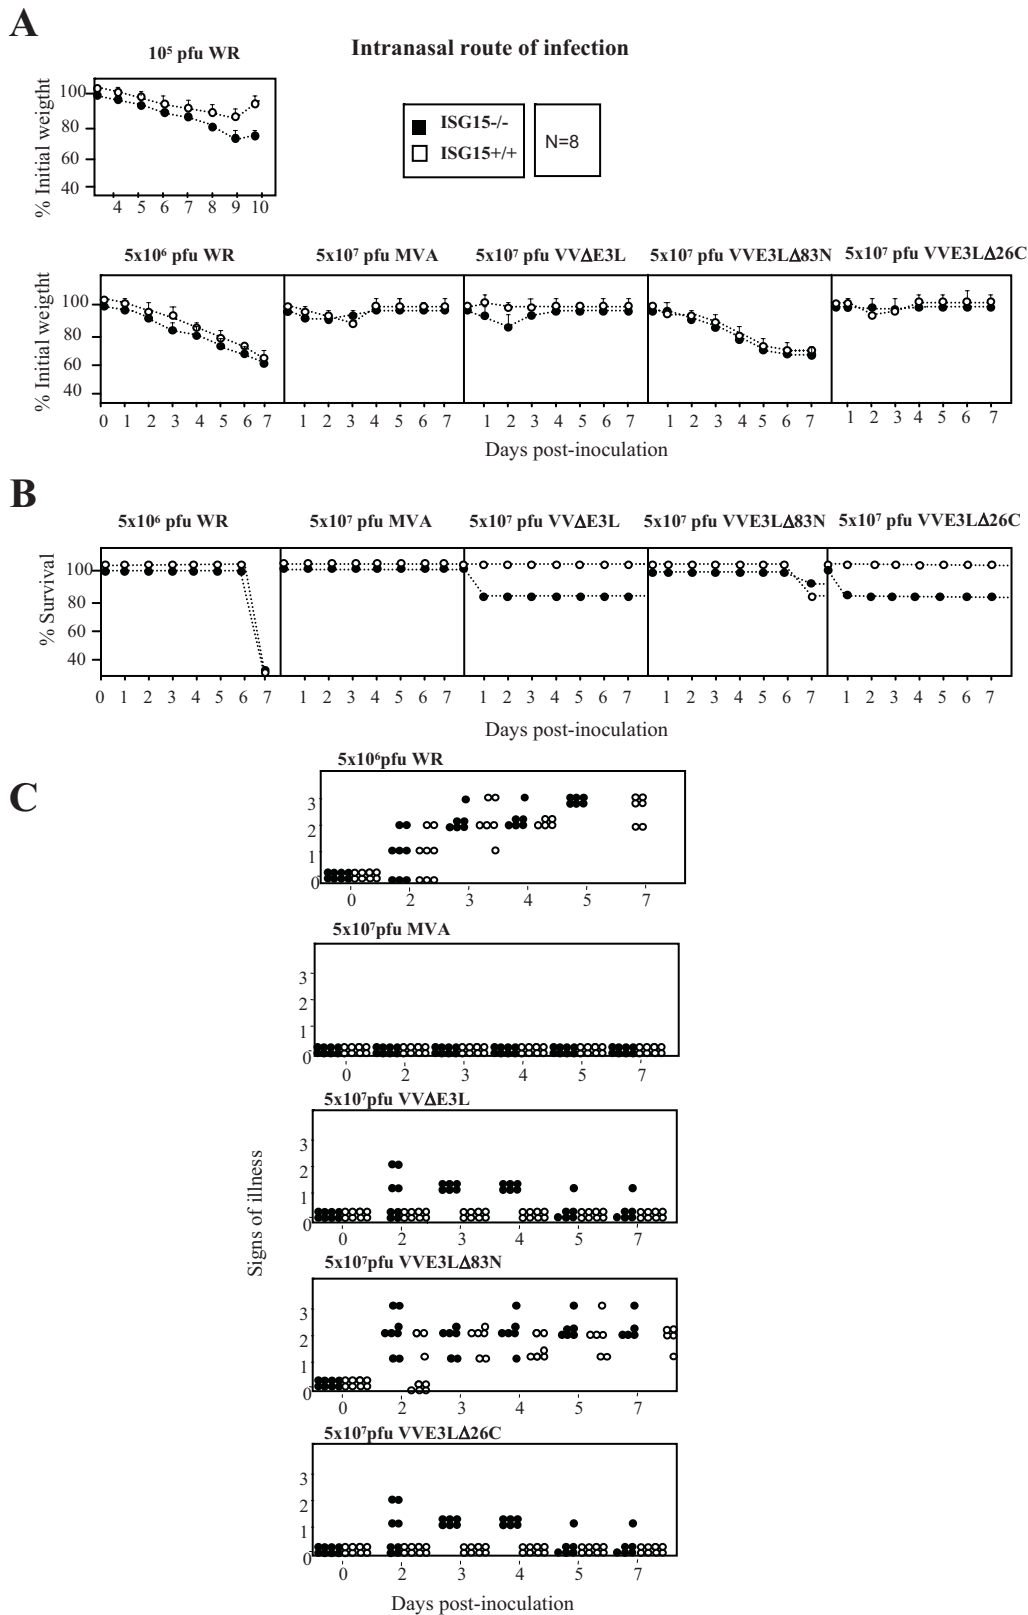 A
10⁵ pfu WR
Intranasal route of infection
ISG15-/-
ISG15+/+
N=8
% Initial weigtht
100
80
60
40
4 5 6 7 8 9 10
5x10⁶ pfu WR
5x10⁷ pfu MVA
5x10⁷ pfu VVΔE3L
5x10⁷ pfu VVE3LΔ83N
5x10⁷ pfu VVE3LΔ26C
% Initial weigtht
100
80
60
40
0 1 2 3 4 5 6 7
1 2 3 4 5 6 7
1 2 3 4 5 6 7
1 2 3 4 5 6 7
1 2 3 4 5 6 7
Days post-inoculation
B
5x10⁶ pfu WR
5x10⁷ pfu MVA
5x10⁷ pfu VVΔE3L
5x10⁷ pfu VVE3LΔ83N
5x10⁷ pfu VVE3LΔ26C
% Survival
100
80
60
40
0 1 2 3 4 5 6 7
1 2 3 4 5 6 7
1 2 3 4 5 6 7
1 2 3 4 5 6 7
1 2 3 4 5 6 7
Days post-inoculation
C
5x10⁶pfu WR
3
2
1
0
0 2 3 4 5 7
5x10⁷pfu MVA
3
2
1
0
0 2 3 4 5 7
5x10⁷pfu VVΔE3L
3
2
1
0
0 2 3 4 5 7
Signs of illness
5x10⁷pfu VVE3LΔ83N
3
2
1
0
0 2 3 4 5 7
5x10⁷pfu VVE3LΔ26C
3
2
1
0
0 2 3 4 5 7
Days post-inoculation